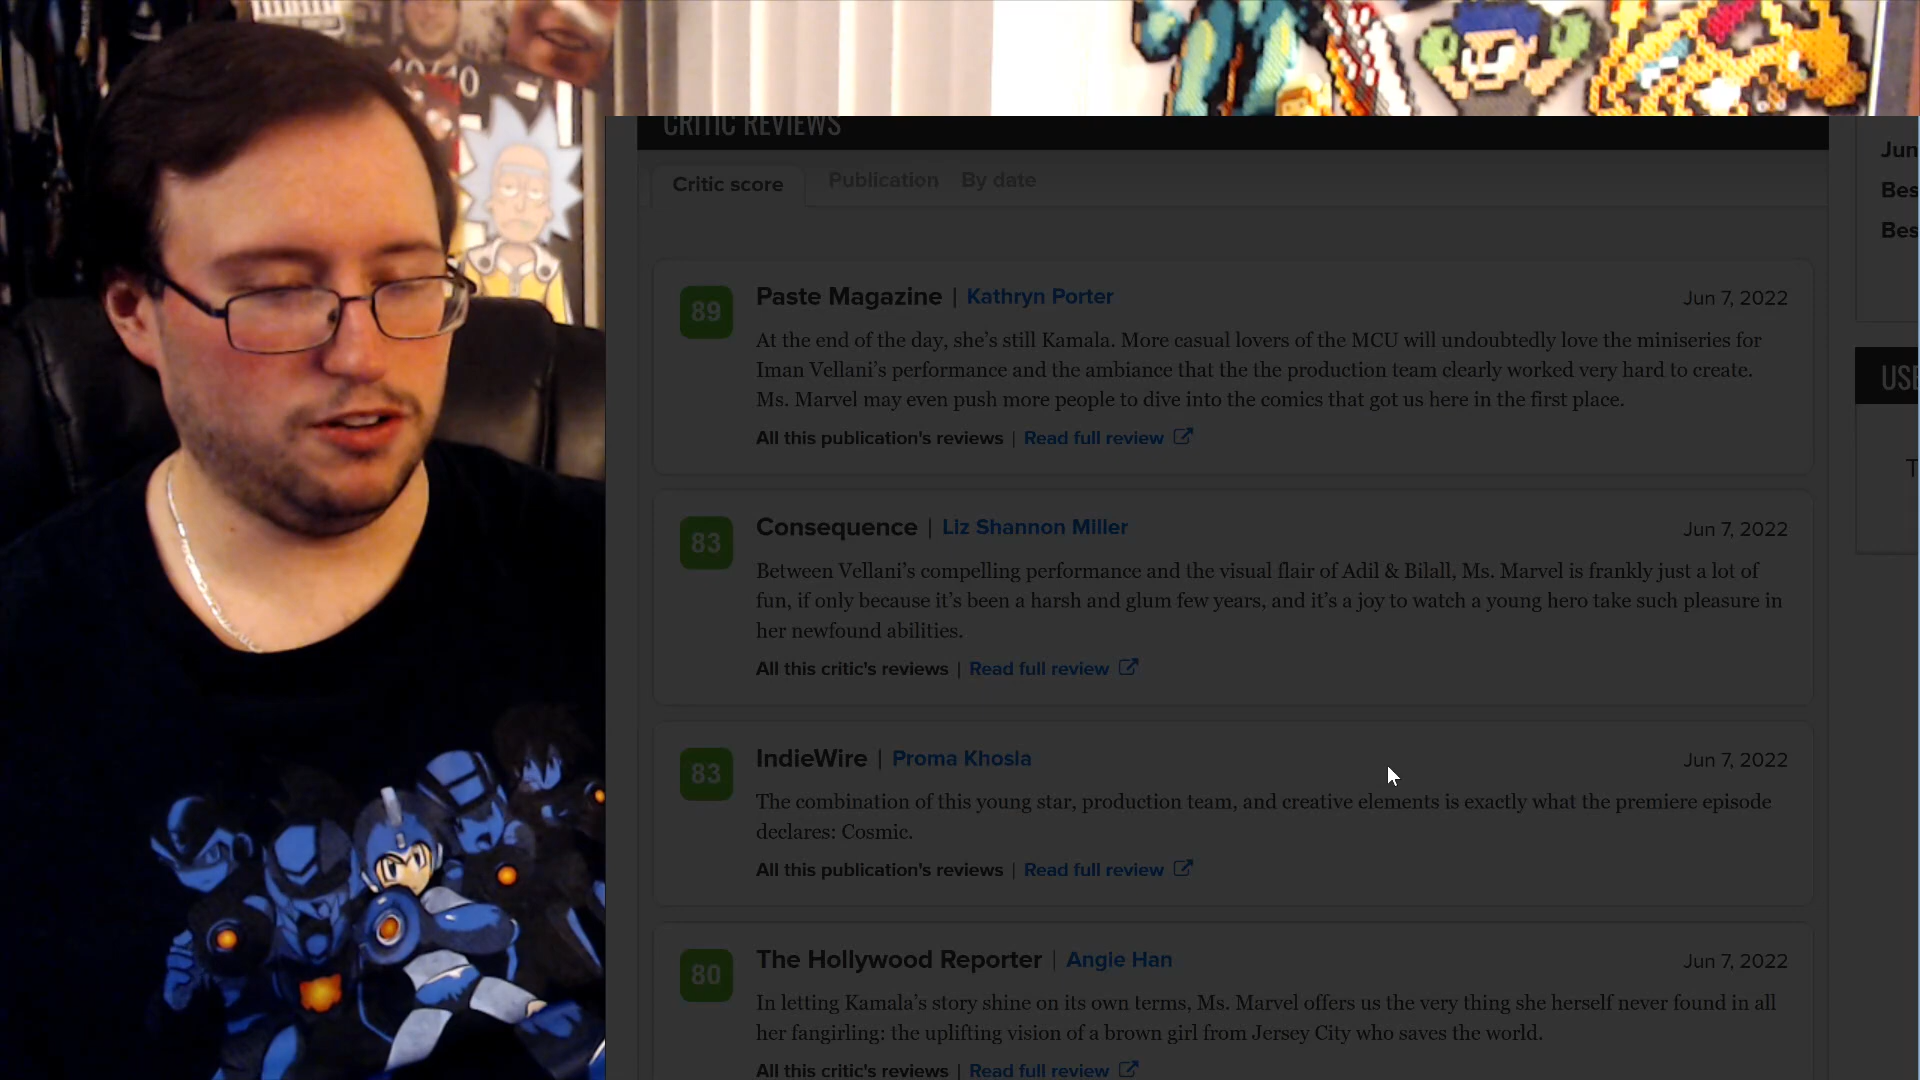 40/40
CRITIC REVIEWS
Critic score Publication By date
89 Paste Magazine | Kathryn Porter Jun 7, 2022
At the end of the day, she's still Kamala. More casual lovers of the MCU will undoubtedly love the miniseries for
Iman Vellani's performance and the ambiance that the the production team clearly worked very hard to create.
Ms. Marvel may even push more people to dive into the comics that got us here in the first place.
All this publication's reviews | Read full review
83 Consequence | Liz Shannon Miller Jun 7, 2022
Between Vellani's compelling performance and the visual flair of Adil & Bilall, Ms. Marvel is frankly just a lot of
fun, if only because it's been a harsh and glum few years, and it's a joy to watch a young hero take such pleasure in
her newfound abilities.
All this critic's reviews | Read full review
83 IndieWire | Proma Khosla Jun 7, 2022
The combination of this young star, production team, and creative elements is exactly what the premiere episode
declares: Cosmic.
All this publication's reviews | Read full review
80 The Hollywood Reporter | Angie Han Jun 7, 2022
In letting Kamala's story shine on its own terms, Ms. Marvel offers us the very thing she herself never found in all
her fangirling: the uplifting vision of a brown girl from Jersey City who saves the world.
All this critic's reviews | Read full review
Jun
Bes
Bes
USE
T